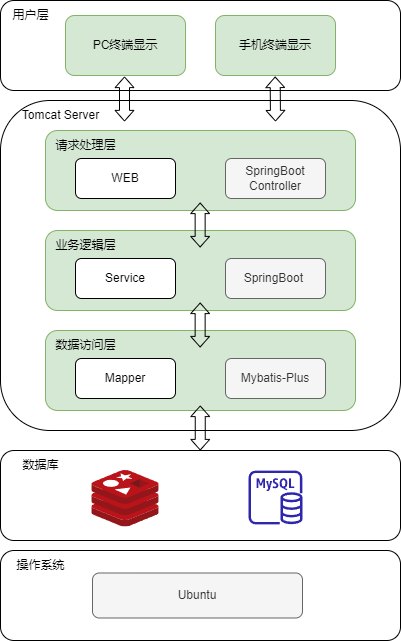 用户层
PC终端显示
手机终端显示
Tomcat Server
请求处理层
WEB
SpringBoot
Controller
业务逻辑层
Service
SpringBoot
数据访问层
Mapper
Mybatis-Plus
数据库
MySQL
操作系统
Ubuntu